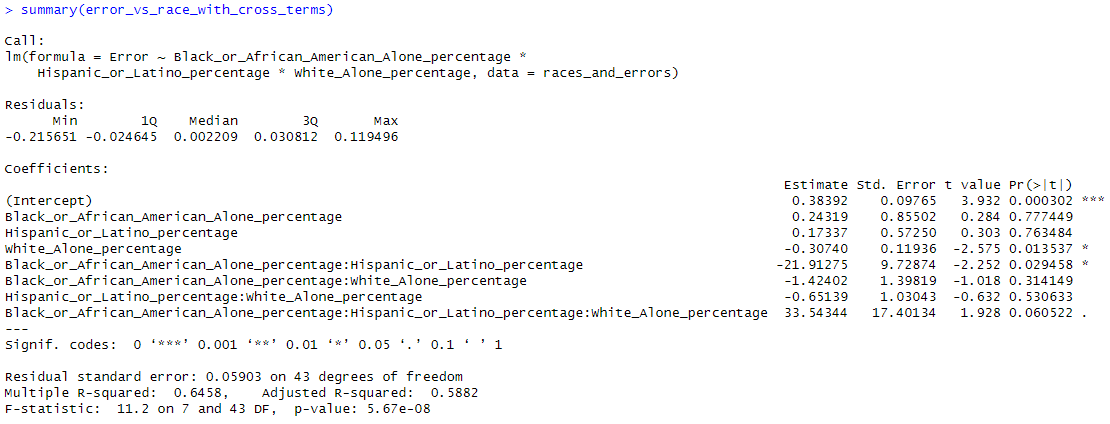 > summary(error_vs_race_with_cross_terms)
Call:
lm(formula = Error ~ Black_or_African_American_Alone_percentage *
    Hispanic_or_Latino_percentage * White_Alone_percentage, data = races_and_errors)
Residuals:
      Min        1Q    Median        3Q       Max
-0.215651 -0.024645  0.002209  0.030812  0.119496
Coefficients:
Estimate Std. Error t value Pr(>|t|)
(Intercept) 0.38392 0.09765 3.932 0.000302 ***
Black_or_African_American_Alone_percentage 0.24319 0.85502 0.284 0.777449
Hispanic_or_Latino_percentage 0.17337 0.57250 0.303 0.763484
White_Alone_percentage -0.30740 0.11936 -2.575 0.013537 *
Black_or_African_American_Alone_percentage:Hispanic_or_Latino_percentage -21.91275 9.72874 -2.252 0.029458 *
Black_or_African_American_Alone_percentage:White_Alone_percentage -1.42402 1.39819 -1.018 0.314149
Hispanic_or_Latino_percentage:White_Alone_percentage -0.65139 1.03043 -0.632 0.530633
Black_or_African_American_Alone_percentage:Hispanic_or_Latino_percentage:White_Alone_percentage 33.54344 17.40134 1.928 0.060522 .
---
Signif. codes:  0 ‘***’ 0.001 ‘**’ 0.01 ‘*’ 0.05 ‘.’ 0.1 ‘ ’ 1
Residual standard error: 0.05903 on 43 degrees of freedom
Multiple R-squared:  0.6458,    Adjusted R-squared:  0.5882
F-statistic:  11.2 on 7 and 43 DF,  p-value: 5.67e-08